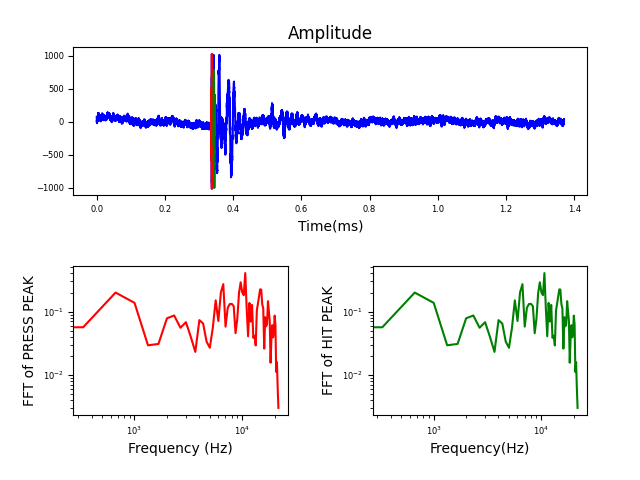 Amplitude
1000
500
0
−500
−1000
0.0 0.2 0.4 0.6 0.8 1.0 1.2 1.4
Time(ms)
FFT of PRESS PEAK
10⁻¹
10⁻²
10³ 10⁴
Frequency (Hz)
FFT of HIT PEAK
10⁻¹
10⁻²
10³ 10⁴
Frequency(Hz)